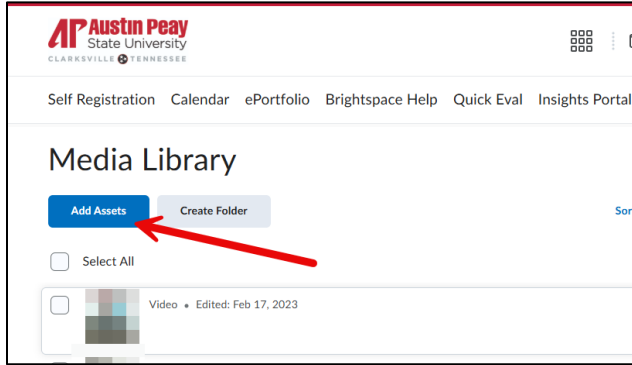 AP Austin Peay
State University
CLARKSVILLE TENNESSEE
Self Registration Calendar ePortfolio Brightspace Help Quick Eval Insights Portal
Media Library
Add Assets Create Folder
Select All
Video • Edited: Feb 17, 2023